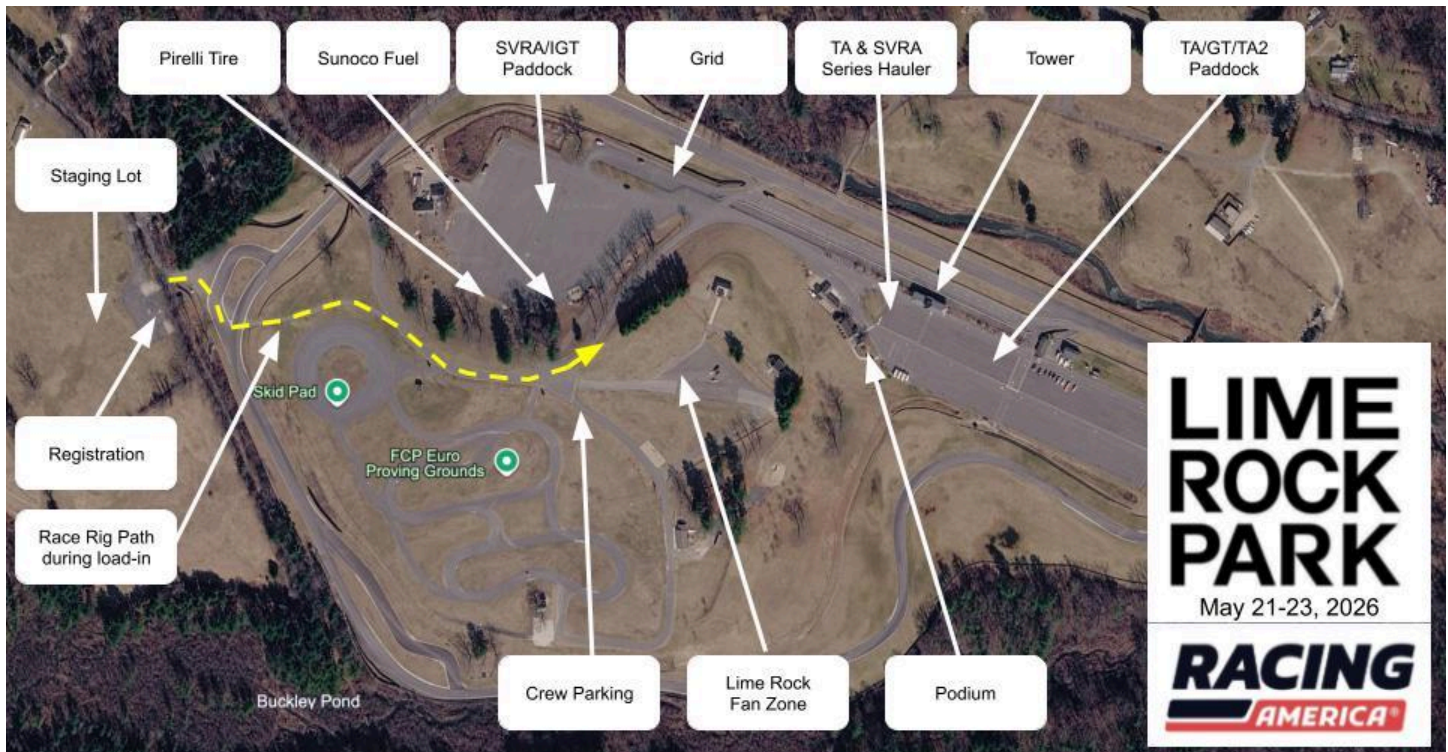 Pirelli Tire
Sunoco Fuel
SVRA/IGT
Paddock
Grid
TA & SVRA
Series Hauler
Tower
TA/GT/TA2
Paddock
Staging Lot
Registration
Race Rig Path
during load-in
Skid Pad
FCP Euro
Proving Grounds
Buckley Pond
Crew Parking
Lime Rock
Fan Zone
Podium
LIME
ROCK
PARK
May 21-23, 2026
RACING
AMERICA®